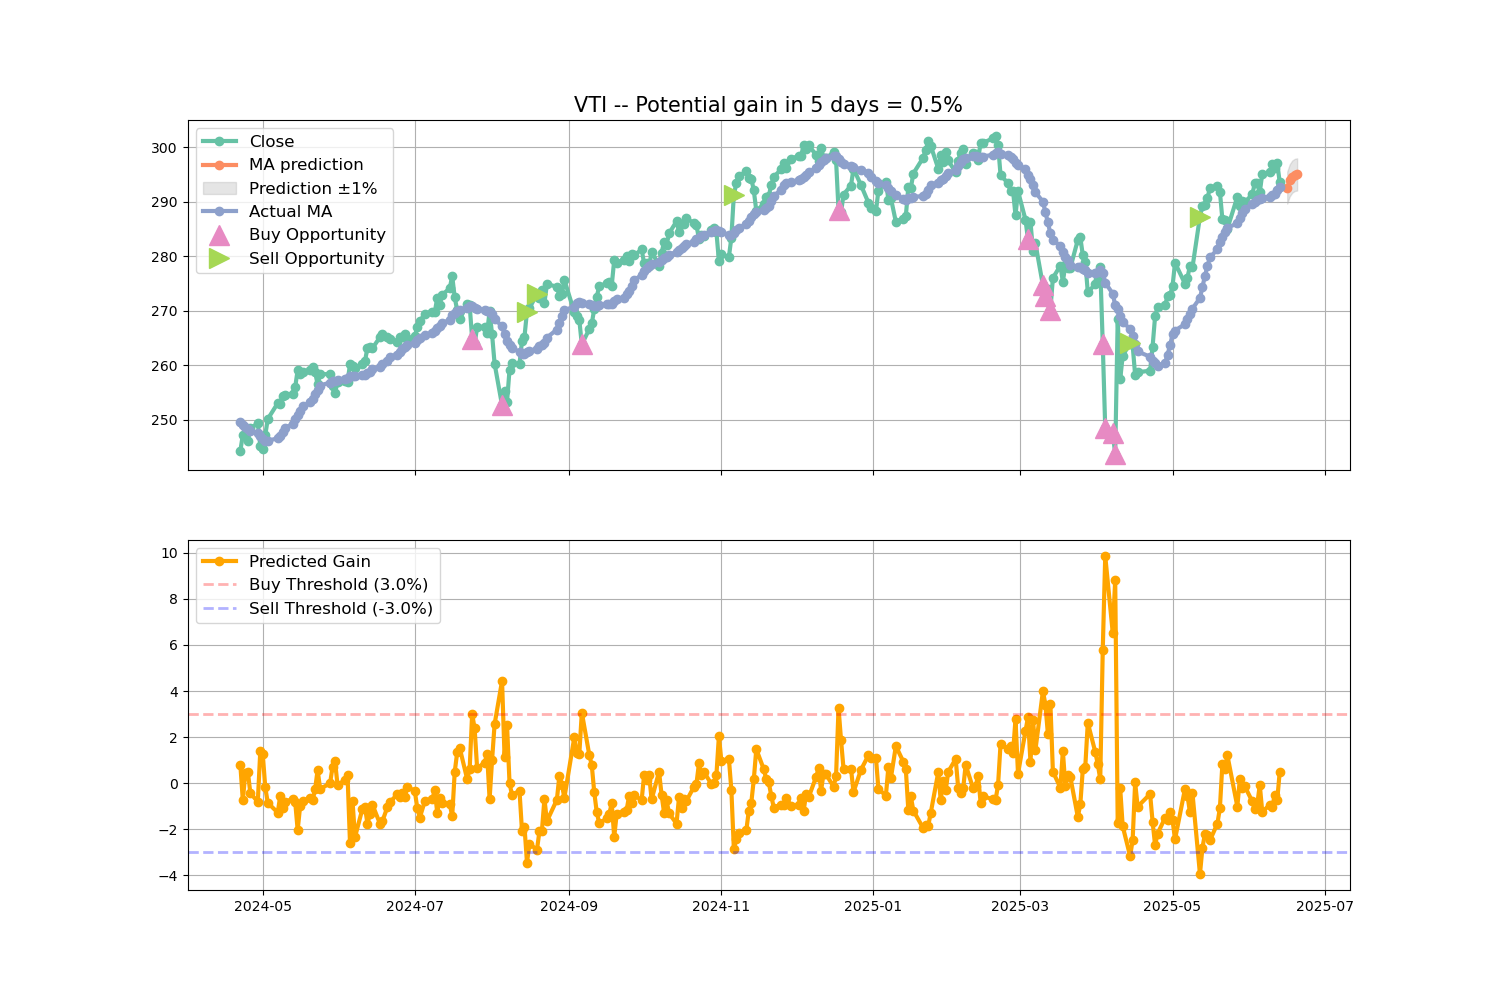 VTI -- Potential gain in 5 days = 0.5%
300
290
280
270
260
250
Close
MA prediction
Prediction ±1%
Actual MA
Buy Opportunity
Sell Opportunity
10
8
6
4
2
0
−2
−4
Predicted Gain
Buy Threshold (3.0%)
Sell Threshold (-3.0%)
2024-05 2024-07 2024-09 2024-11 2025-01 2025-03 2025-05 2025-07